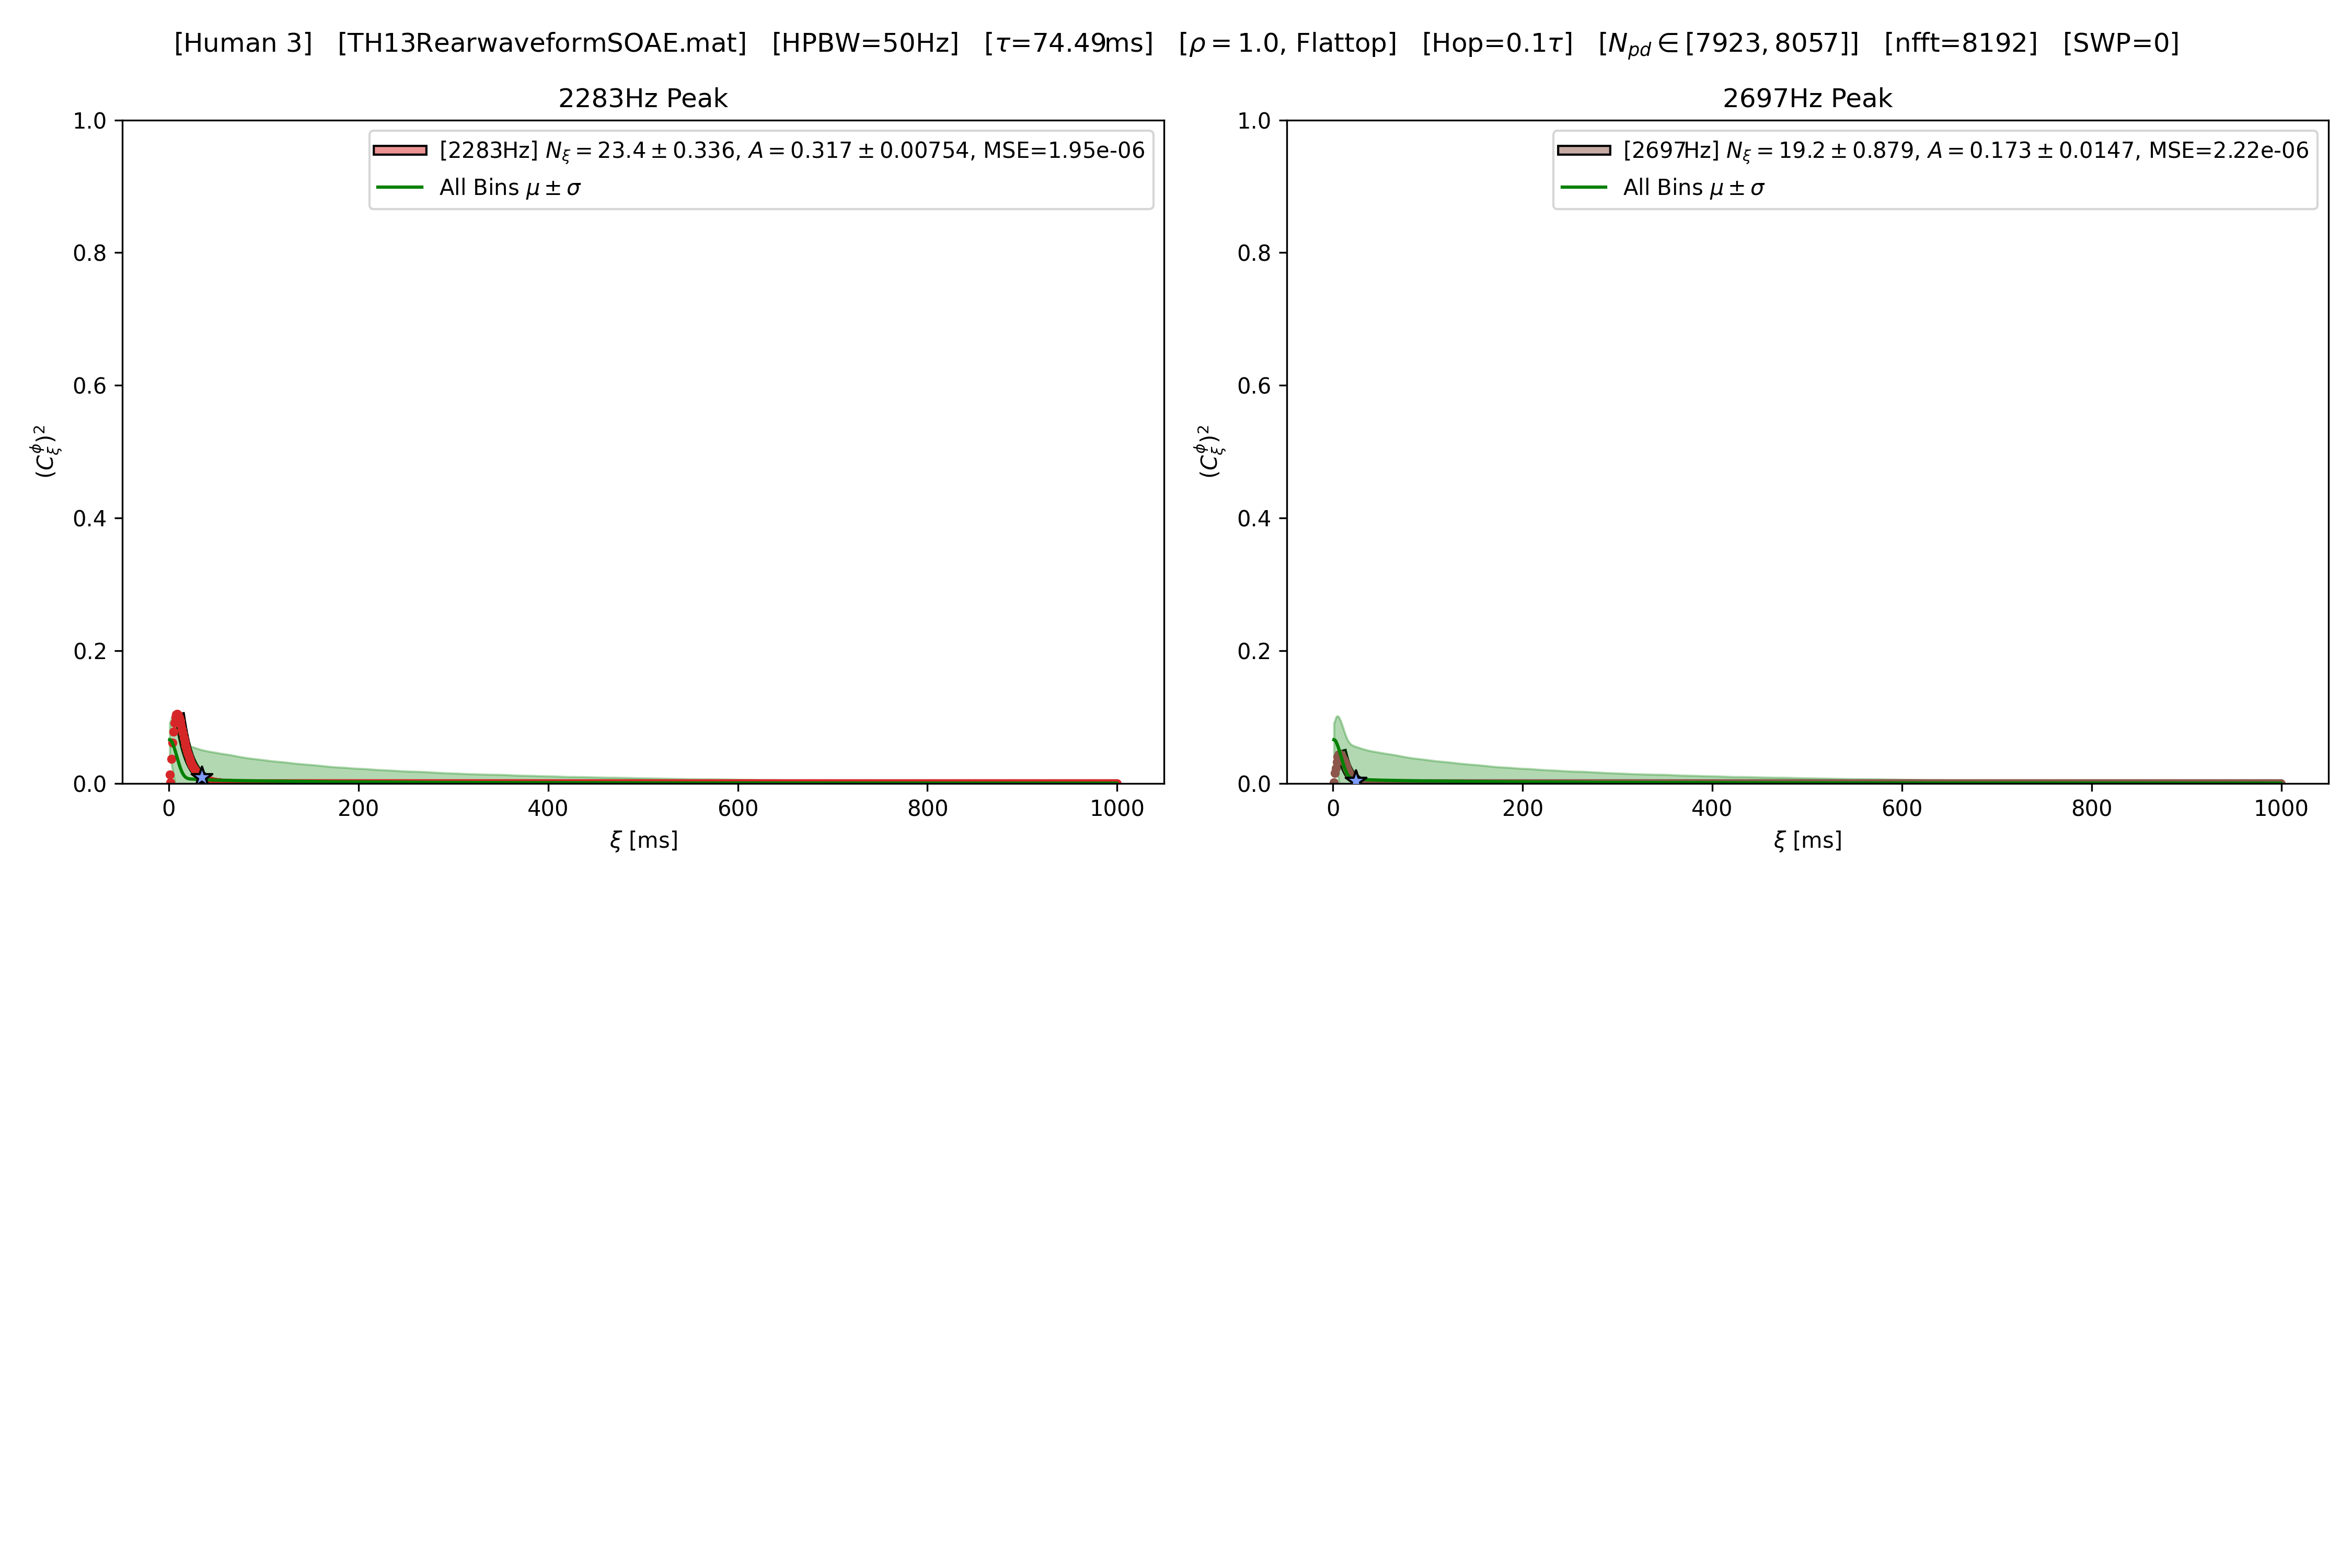 [Human 3] [TH13RearwaveformSOAE.mat] [HPBW=50Hz] [τ=74.49ms] [ρ = 1.0, Flattop] [Hop=0.1τ] [N_pd ∈ [7923, 8057]] [nfft=8192] [SWP=0]
2283Hz Peak
[2283Hz] N_ξ = 23.4 ± 0.336, A = 0.317 ± 0.00754, MSE=1.95e-06
All Bins μ ± σ
1.0
0.8
0.6
0.4
0.2
0.0
(C_ξ^ϕ)^2
0 200 400 600 800 1000
ξ [ms]
2697Hz Peak
[2697Hz] N_ξ = 19.2 ± 0.879, A = 0.173 ± 0.0147, MSE=2.22e-06
All Bins μ ± σ
1.0
0.8
0.6
0.4
0.2
0.0
(C_ξ^ϕ)^2
0 200 400 600 800 1000
ξ [ms]